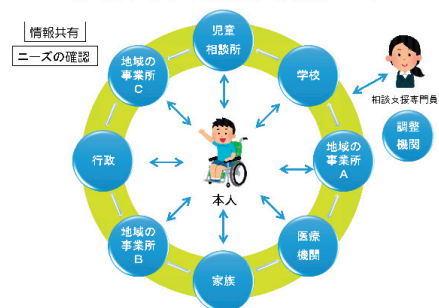 情報共有
ニーズの確認
児童
相談所
地域の
事業所
C
学校
相談支援専門員
調整
機関
行政
本人
地域の
事業所
A
地域の
事業所
B
医療
機関
家族